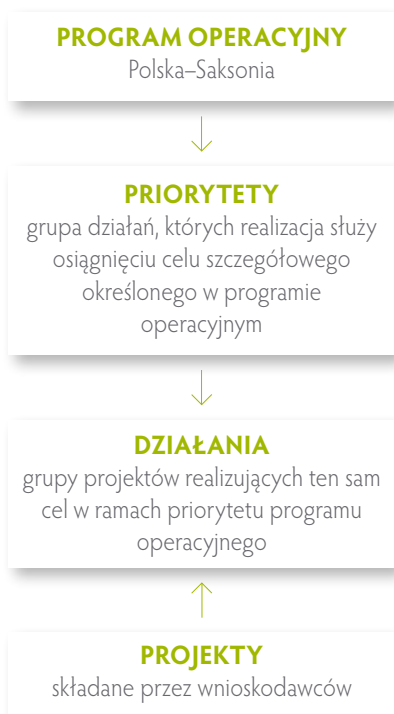 PROGRAM OPERACYJNY
Polska–Saksonia
PRIORYTETY
grupa działań, których realizacja służy
osiągnięciu celu szczegółowego
określonego w programie
operacyjnym
DZIAŁANIA
grupy projektów realizujących ten sam
cel w ramach priorytetu programu
operacyjnego
PROJEKTY
składane przez wnioskodawców